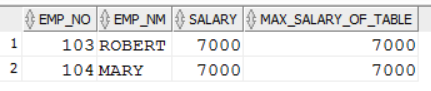 EMP_NO EMP_NM SALARY MAX_SALARY_OF_TABLE
1 103 ROBERT 7000 7000
2 104 MARY 7000 7000